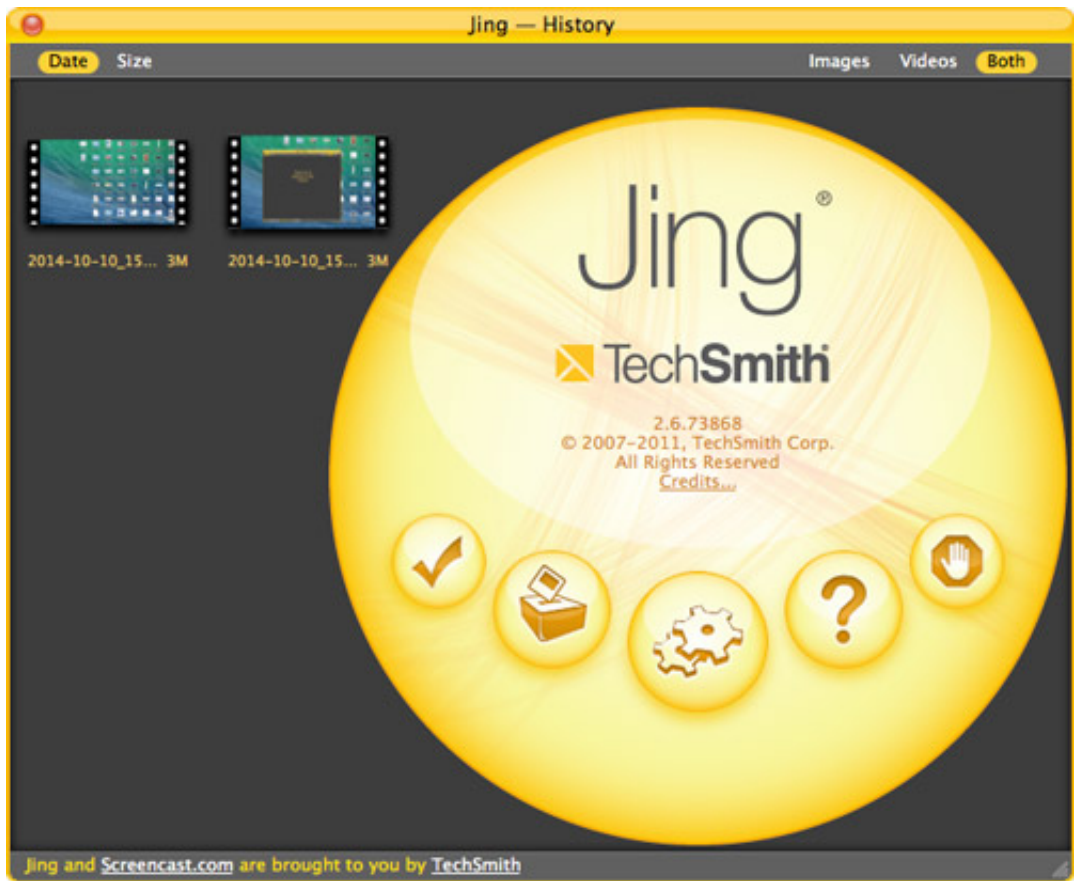 Jing — History
Date Size Images Videos Both
2014-10-10_15... 3M 2014-10-10_15... 3M
Jing®
TechSmith®
2.6.73868
© 2007-2011, TechSmith Corp.
All Rights Reserved
Credits...
Jing and Screencast.com are brought to you by TechSmith